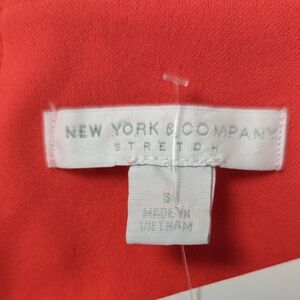 NEW YORK & COMPANY
STRETCH
S
MADE IN
VIETNAM